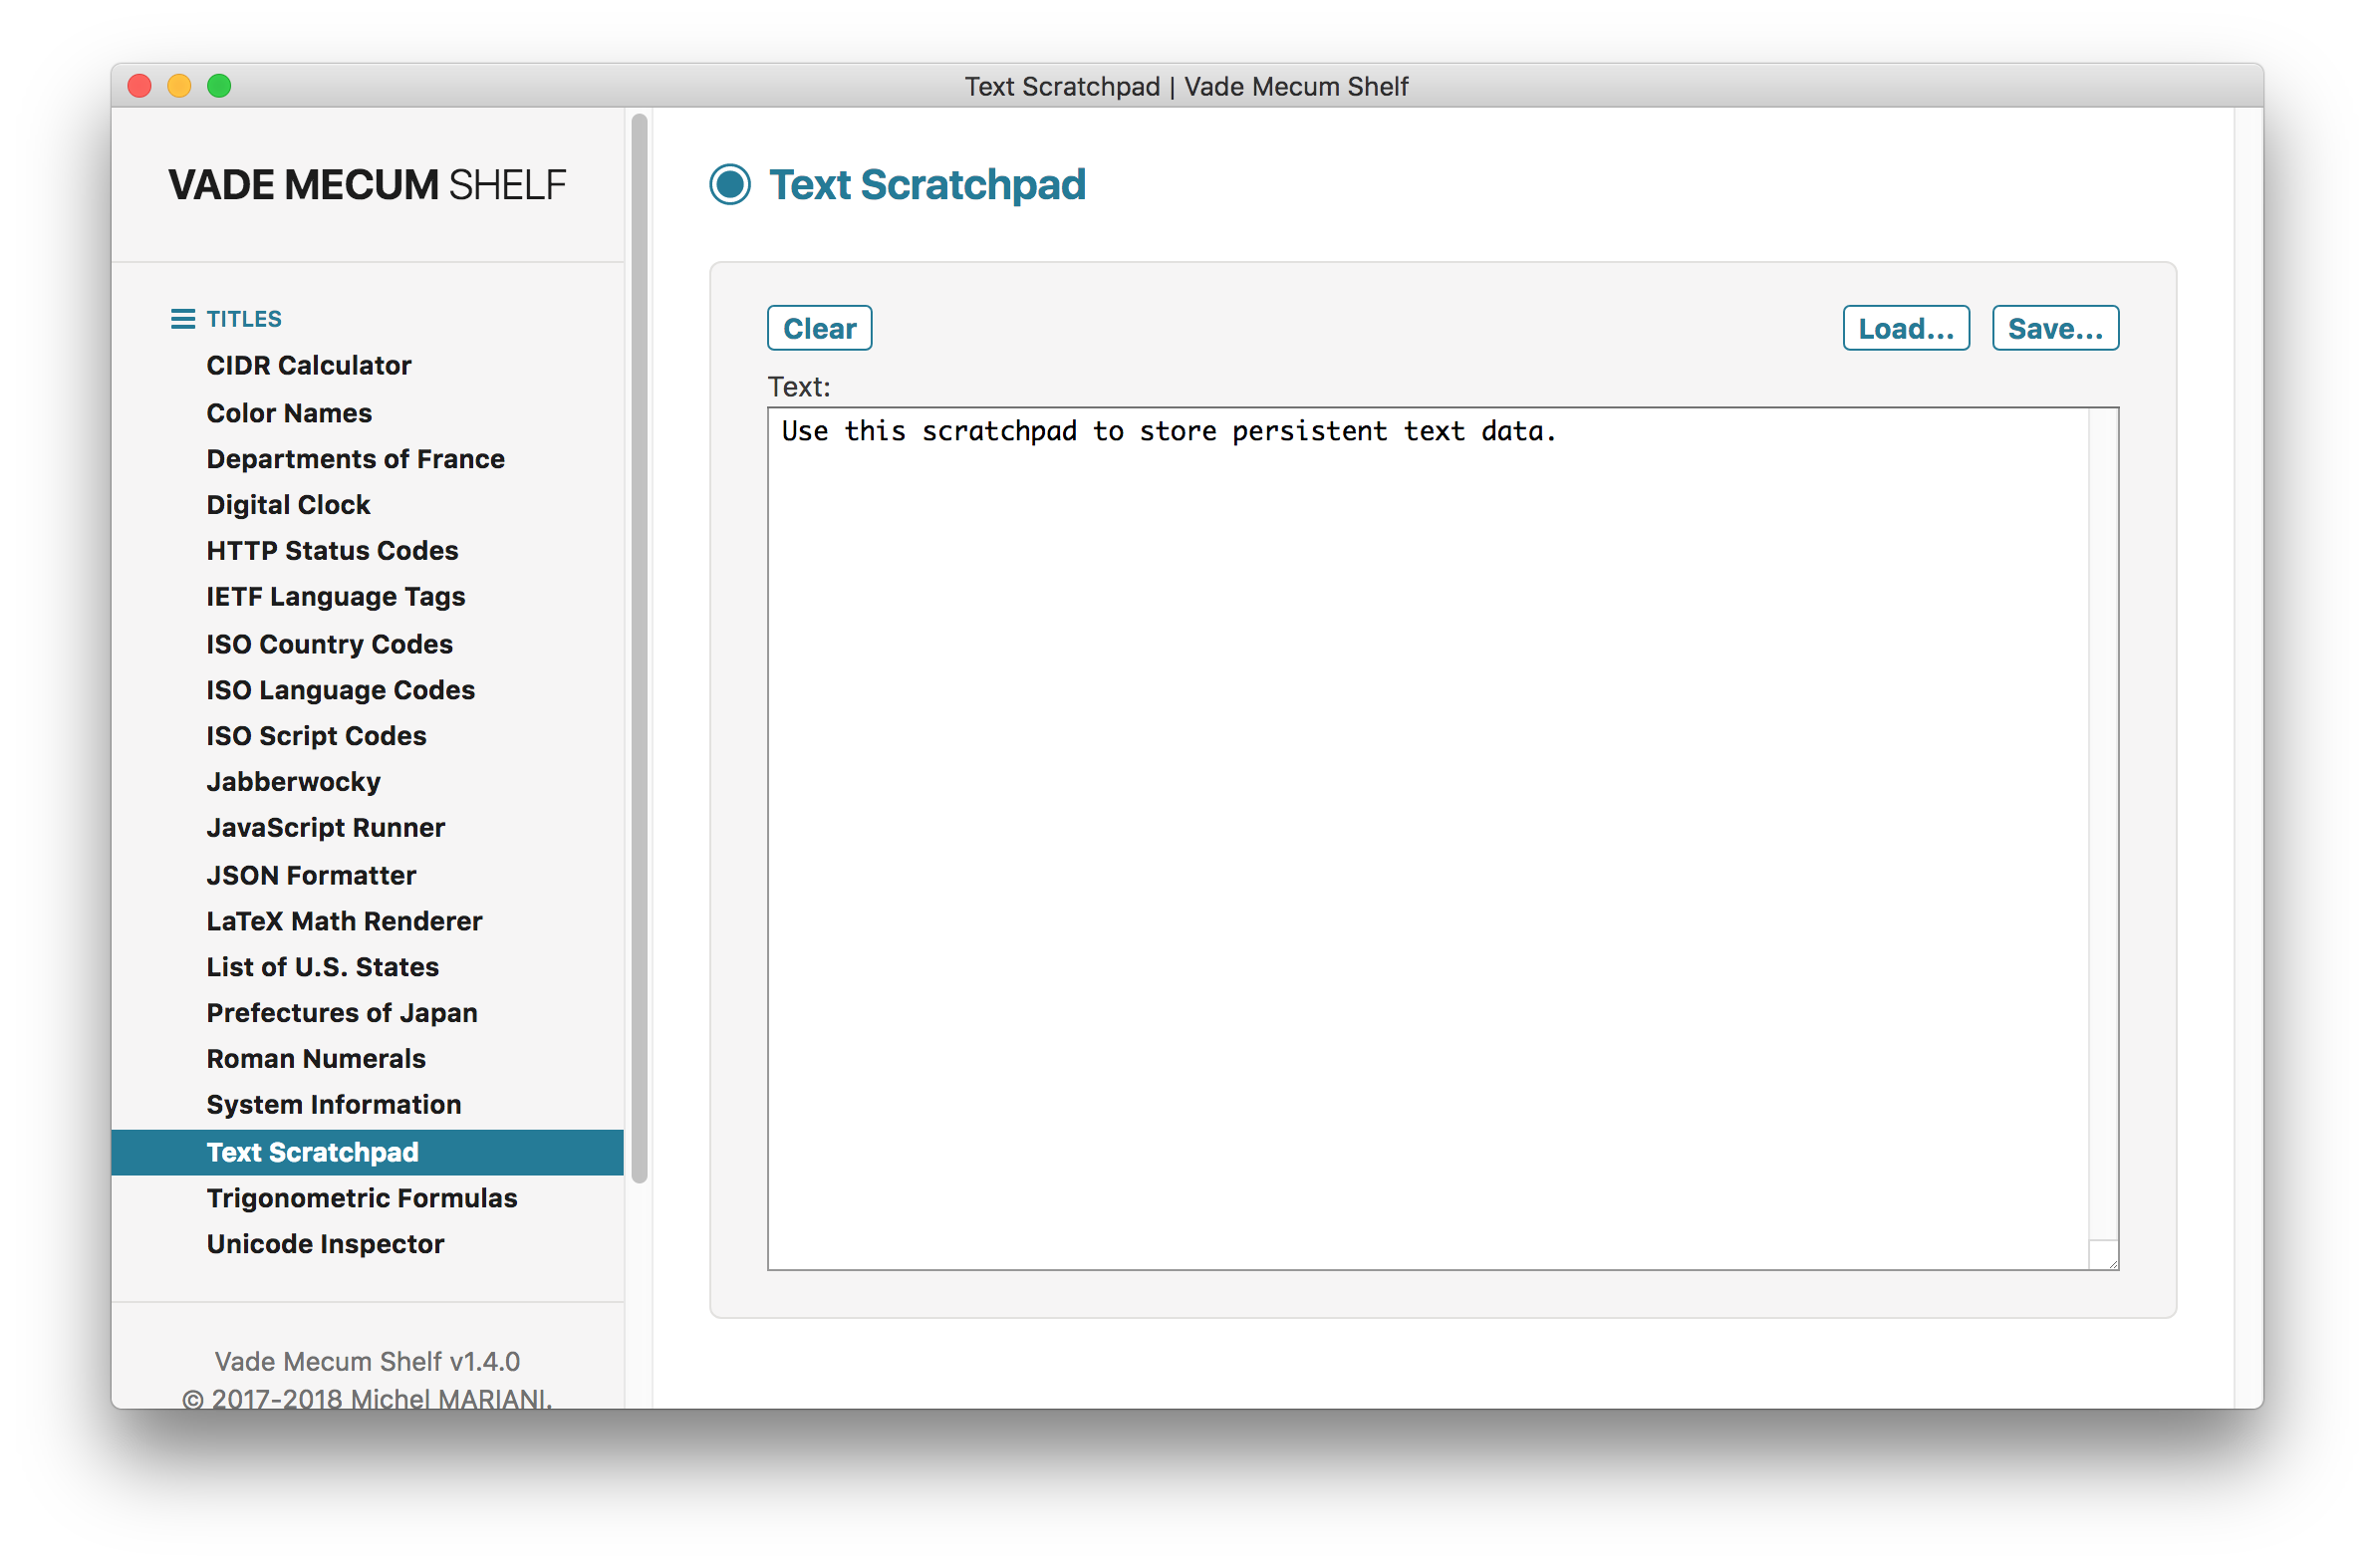 Text Scratchpad | Vade Mecum Shelf
VADE MECUM SHELF
TITLES
CIDR Calculator
Color Names
Departments of France
Digital Clock
HTTP Status Codes
IETF Language Tags
ISO Country Codes
ISO Language Codes
ISO Script Codes
Jabberwocky
JavaScript Runner
JSON Formatter
LaTeX Math Renderer
List of U.S. States
Prefectures of Japan
Roman Numerals
System Information
Text Scratchpad
Trigonometric Formulas
Unicode Inspector
Vade Mecum Shelf v1.4.0
© 2017-2018 Michel MARIANI.
Text Scratchpad
Clear
Load...
Save...
Text:
Use this scratchpad to store persistent text data.